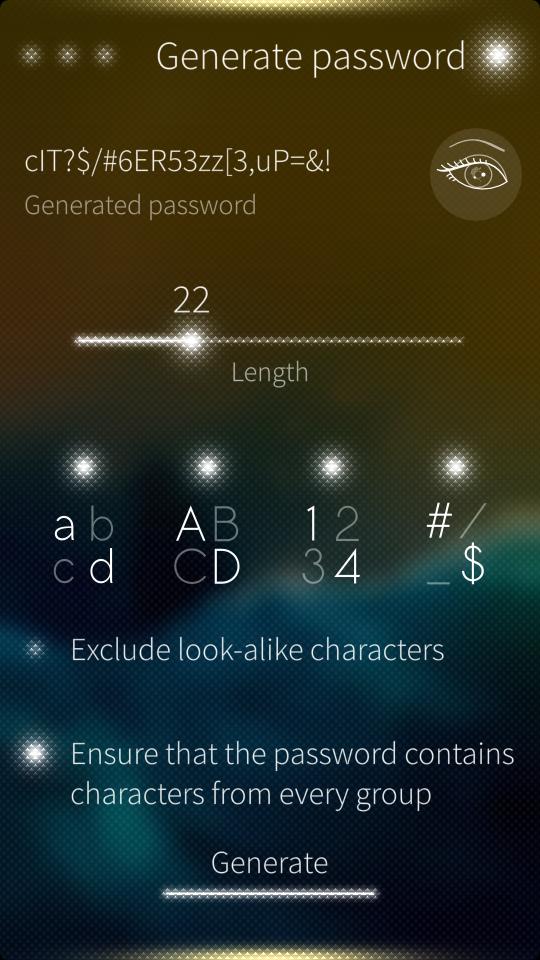 Generate password
cIT?$/#6ER53zz[3,uP=&!
Generated password
22
Length
a b A B 1 2 # /
c d C D 3 4 _ $
Exclude look-alike characters
Ensure that the password contains
characters from every group
Generate